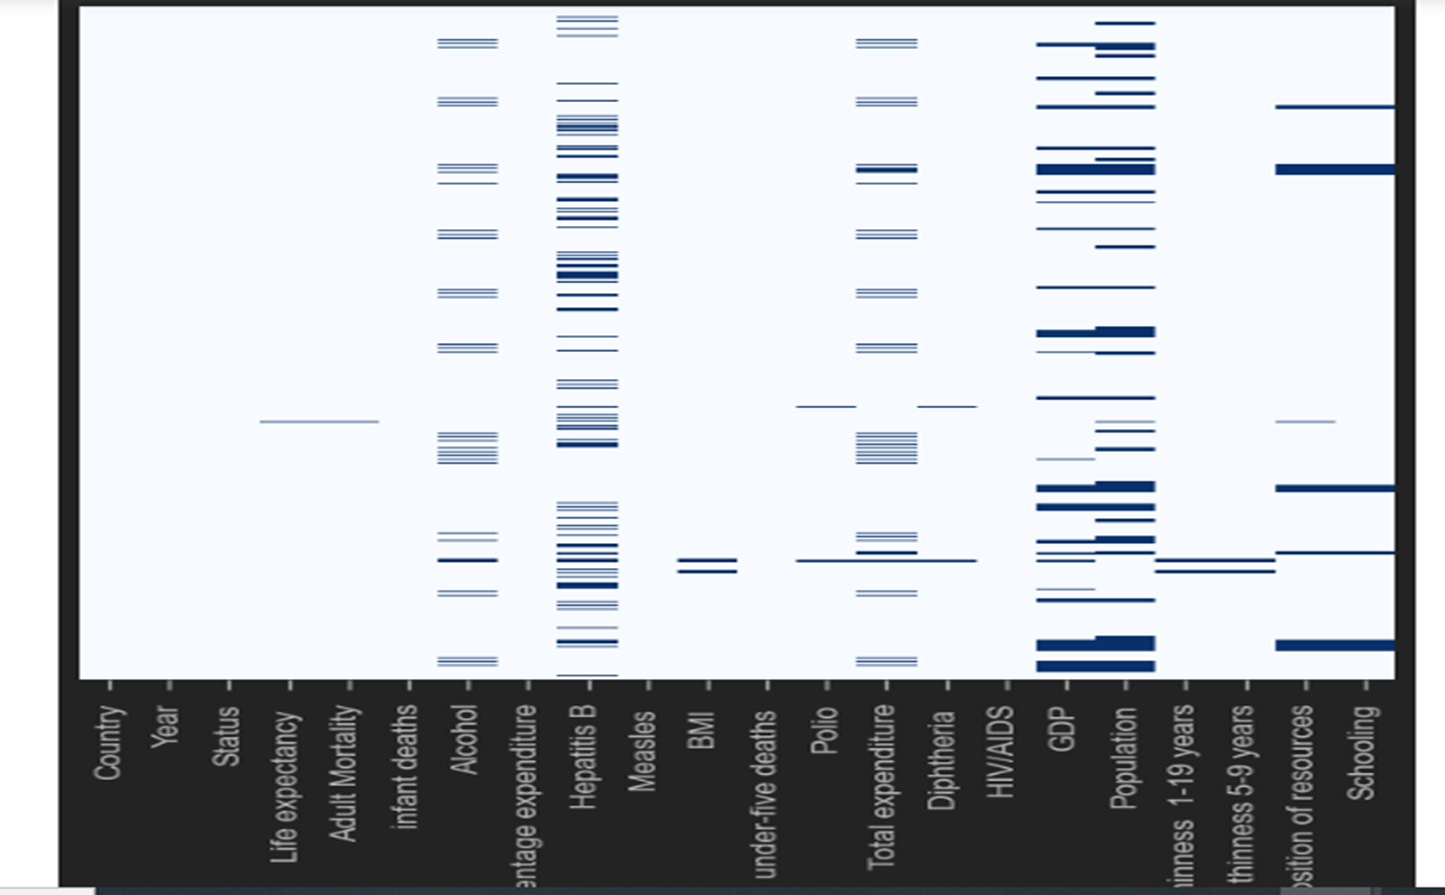 Country
Year
Status
Life expectancy
Adult Mortality
infant deaths
Alcohol
entage expenditure
Hepatitis B
Measles
BMI
under-five deaths
Polio
Total expenditure
Diphtheria
HIV/AIDS
GDP
Population
hinness 1-19 years
thinness 5-9 years
osition of resources
Schooling